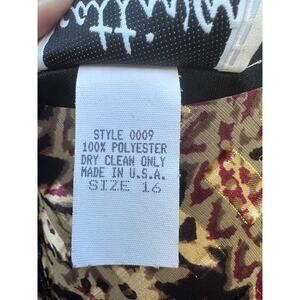 STYLE 0009
100% POLYESTER
DRY CLEAN ONLY
MADE IN U.S.A.
SIZE 16